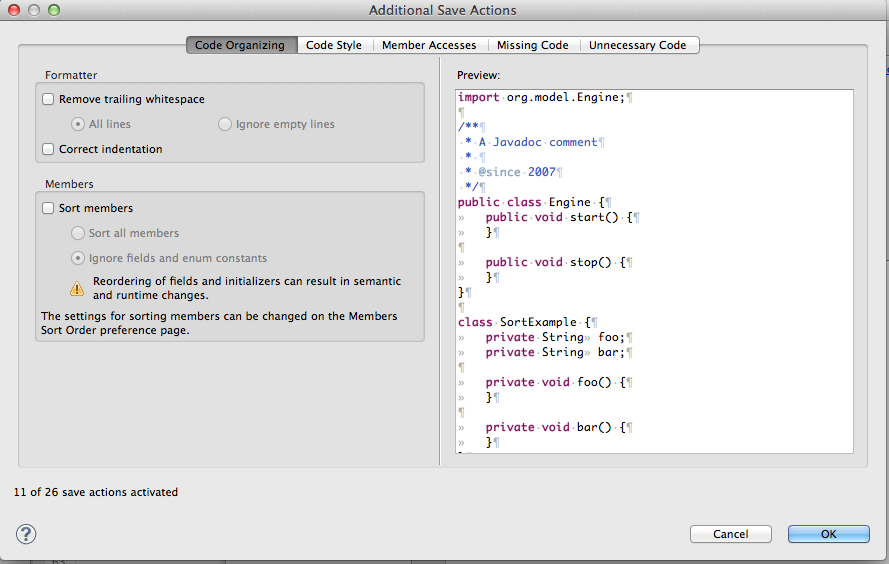 Additional Save Actions
Code Organizing
Code Style
Member Accesses
Missing Code
Unnecessary Code
Formatter
Remove trailing whitespace
All lines
Ignore empty lines
Correct indentation
Members
Sort members
Sort all members
Ignore fields and enum constants
Reordering of fields and initializers can result in semantic
and runtime changes.
The settings for sorting members can be changed on the Members
Sort Order preference page.
Preview:
import·org.model.Engine;¶
¶
/**¶
·*·A·Javadoc·comment¶
·*·¶
·*·@since·2007¶
·*/¶
public·class·Engine·{¶
»   public·void·start()·{¶
»   }¶
¶
»   public·void·stop()·{¶
»   }¶
}¶
¶
class·SortExample·{¶
»   private·String» foo;¶
»   private·String» bar;¶
¶
»   private·void·foo()·{¶
»   }¶
¶
»   private·void·bar()·{¶
»   }¶
11 of 26 save actions activated
?
Cancel
OK